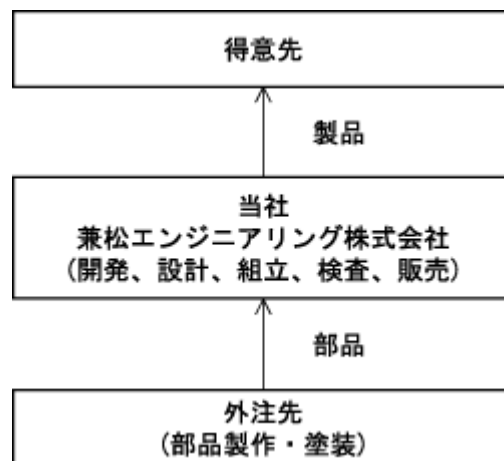 得意先
製品
当社
兼松エンジニアリング株式会社
(開発、設計、組立、検査、販売)
部品
外注先
(部品製作・塗装)